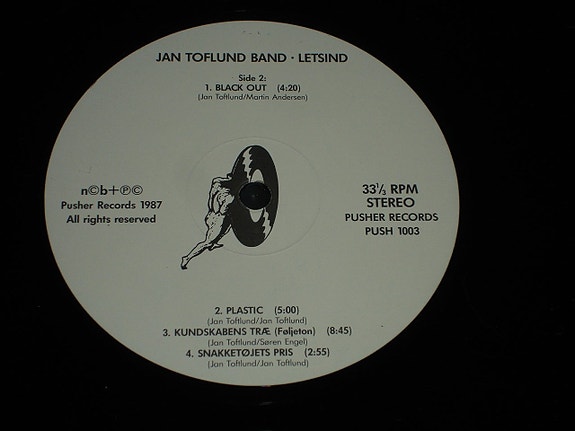 JAN TOFLUND BAND · LETSIND
Side 2:
1. BLACK OUT (4:20)
(Jan Toftlund/Martin Andersen)
n©b+℗©
Pusher Records 1987
All rights reserved
33⅓ RPM
STEREO
PUSHER RECORDS
PUSH 1003
2. PLASTIC (5:00)
(Jan Toftlund/Jan Toftlund)
3. KUNDSKABENS TRÆ (Føljeton) (8:45)
(Jan Toftlund/Søren Engel)
4. SNAKKETØJETS PRIS (2:55)
(Jan Toftlund/Jan Toftlund)